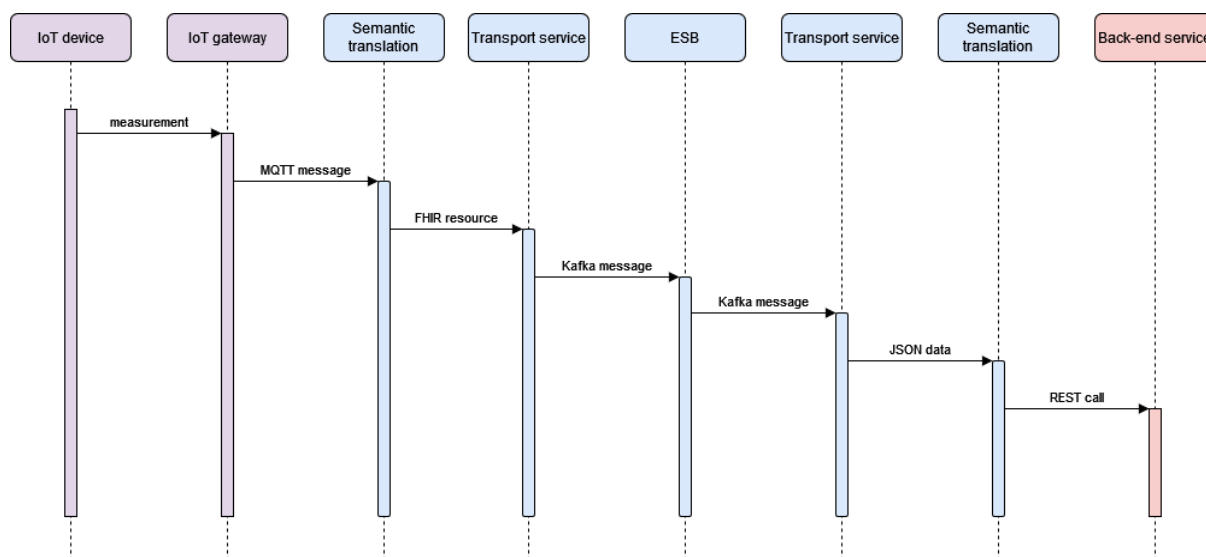 IoT device
IoT gateway
Semantic
translation
Transport service
ESB
Transport service
Semantic
translation
Back-end service
measurement
MQTT message
FHIR resource
Kafka message
Kafka message
JSON data
REST call